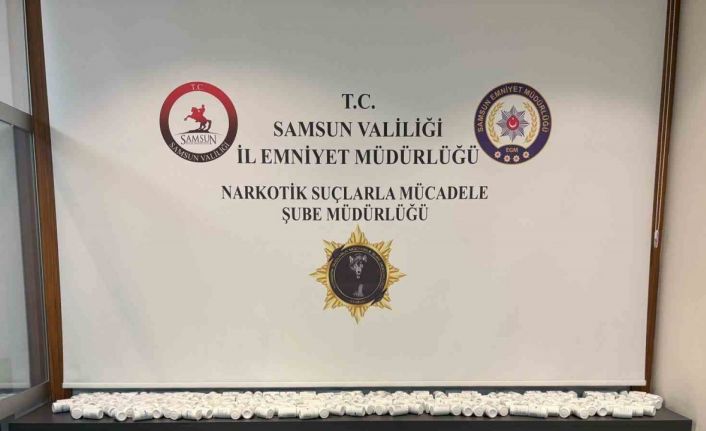 T.C.
SAMSUN
SAMSUN VALİLİĞİ
T.C.
SAMSUN VALİLİĞİ
İL EMNİYET MÜDÜRLÜĞÜ
SAMSUN EMNİYET MÜDÜRLÜĞÜ
EGM
NARKOTİK SUÇLARLA MÜCADELE
ŞUBE MÜDÜRLÜĞÜ